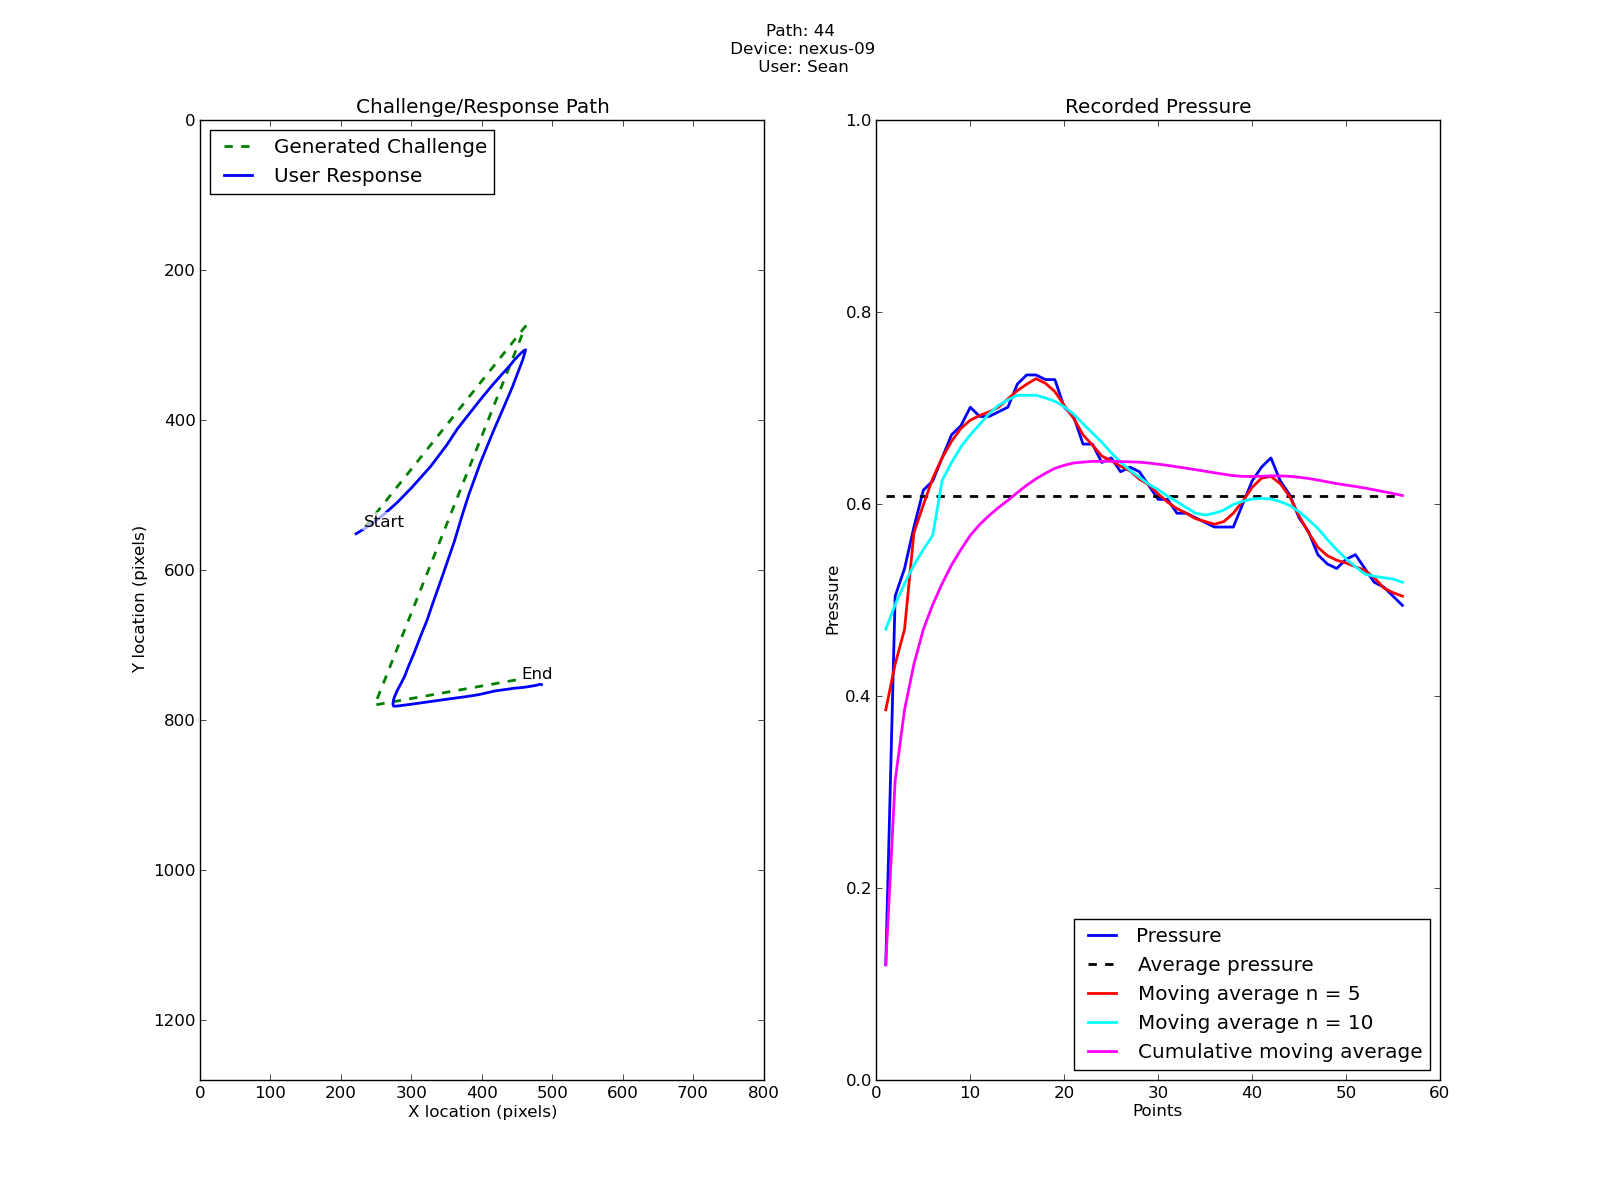 Path: 44
Device: nexus-09
User: Sean
Challenge/Response Path
Generated Challenge
User Response
Start
End
0
200
400
600
800
1000
1200
Y location (pixels)
0 100 200 300 400 500 600 700 800
X location (pixels)
Recorded Pressure
1.0
0.8
0.6
0.4
0.2
0.0
Pressure
Pressure
Average pressure
Moving average n = 5
Moving average n = 10
Cumulative moving average
0 10 20 30 40 50 60
Points